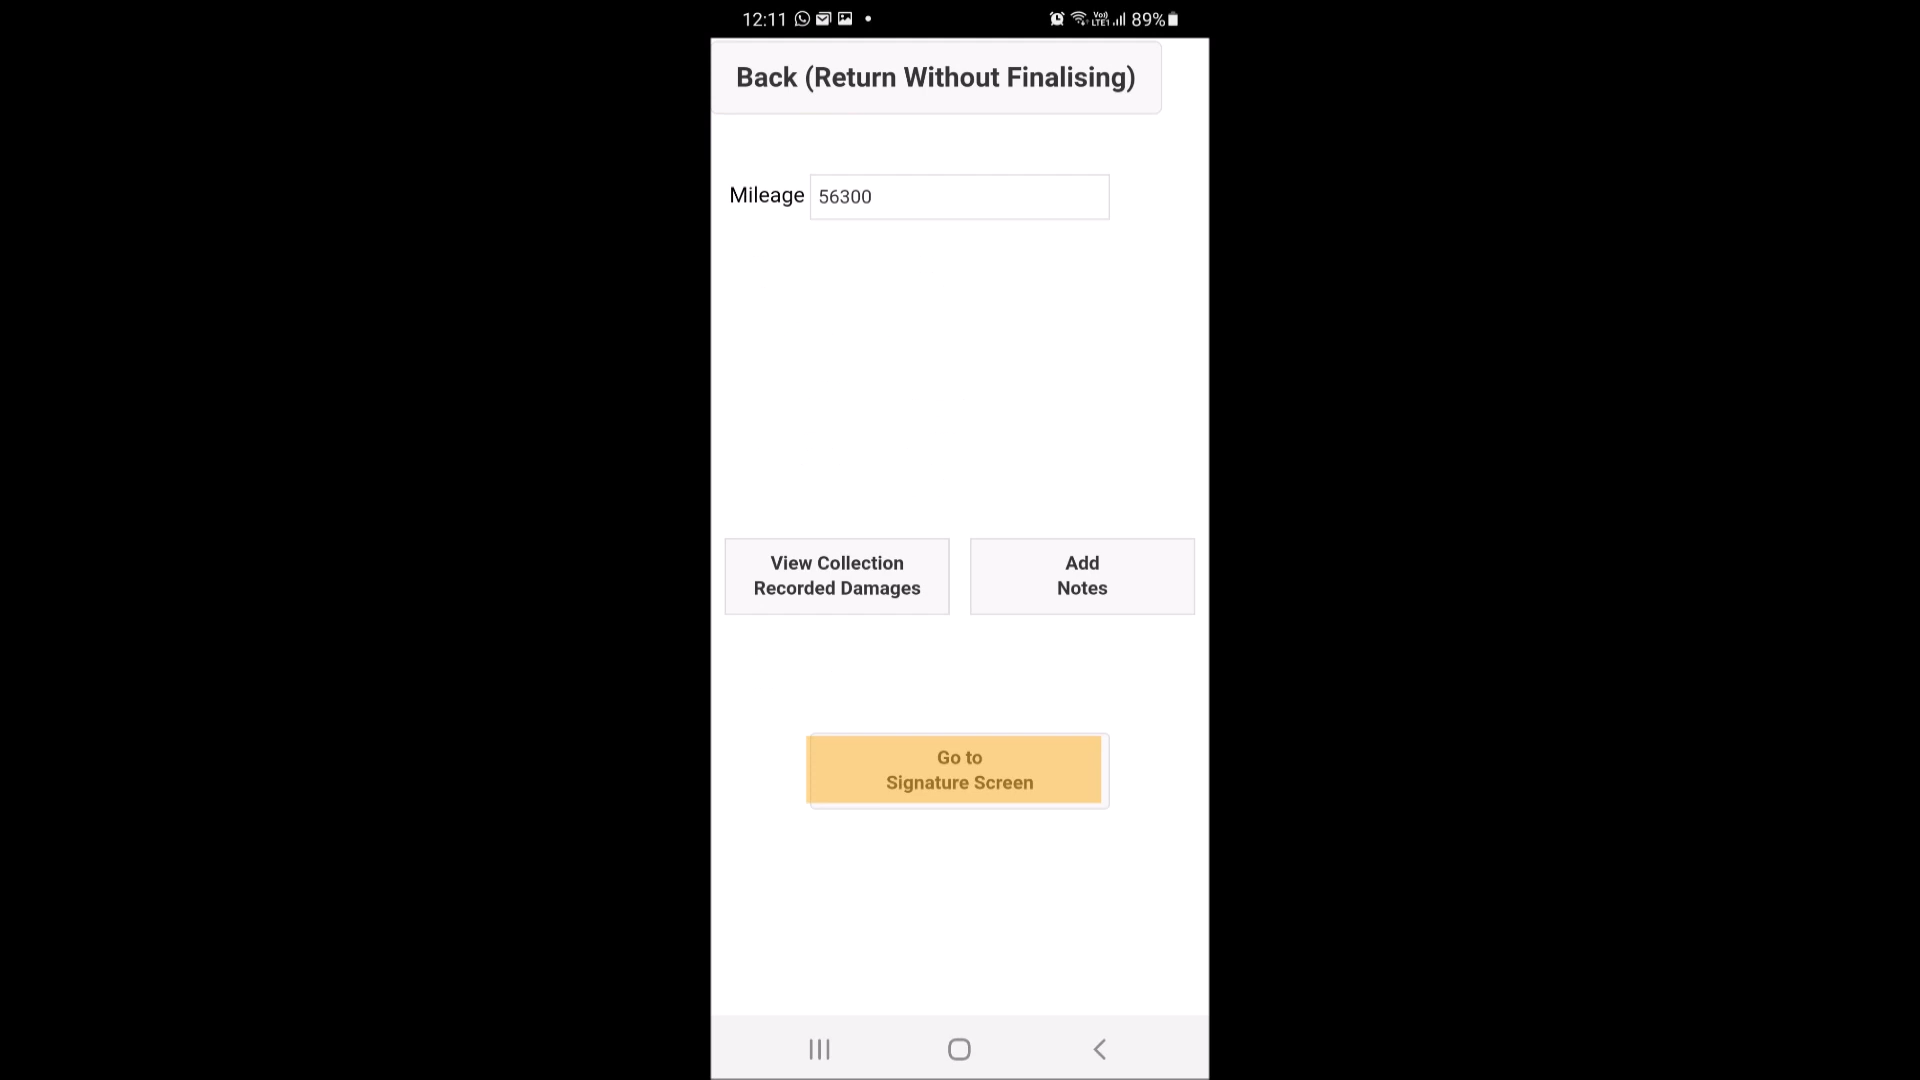 12:11 89%
Back (Return Without Finalising)
Mileage 56300
View Collection
Recorded Damages
Add
Notes
Go to
Signature Screen